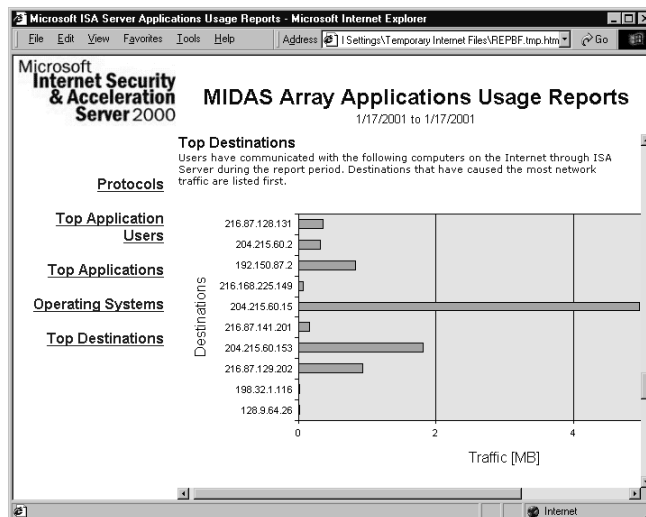 Microsoft ISA Server Applications Usage Reports - Microsoft Internet Explorer
File Edit View Favorites Tools Help Address l Settings\Temporary Internet Files\REPBF.tmp.htm Go
Microsoft
Internet Security
& Acceleration
Server 2000
MIDAS Array Applications Usage Reports
1/17/2001 to 1/17/2001
Protocols
Top Application
Users
Top Applications
Operating Systems
Top Destinations
Top Destinations
Users have communicated with the following computers on the Internet through ISA
Server during the report period. Destinations that have caused the most network
traffic are listed first.
Destinations
216.87.128.131
204.215.60.2
192.150.87.2
216.168.225.149
204.215.60.15
216.87.141.201
204.215.60.153
216.87.129.202
198.32.1.116
128.9.64.26
0 2 4
Traffic [MB]
Internet